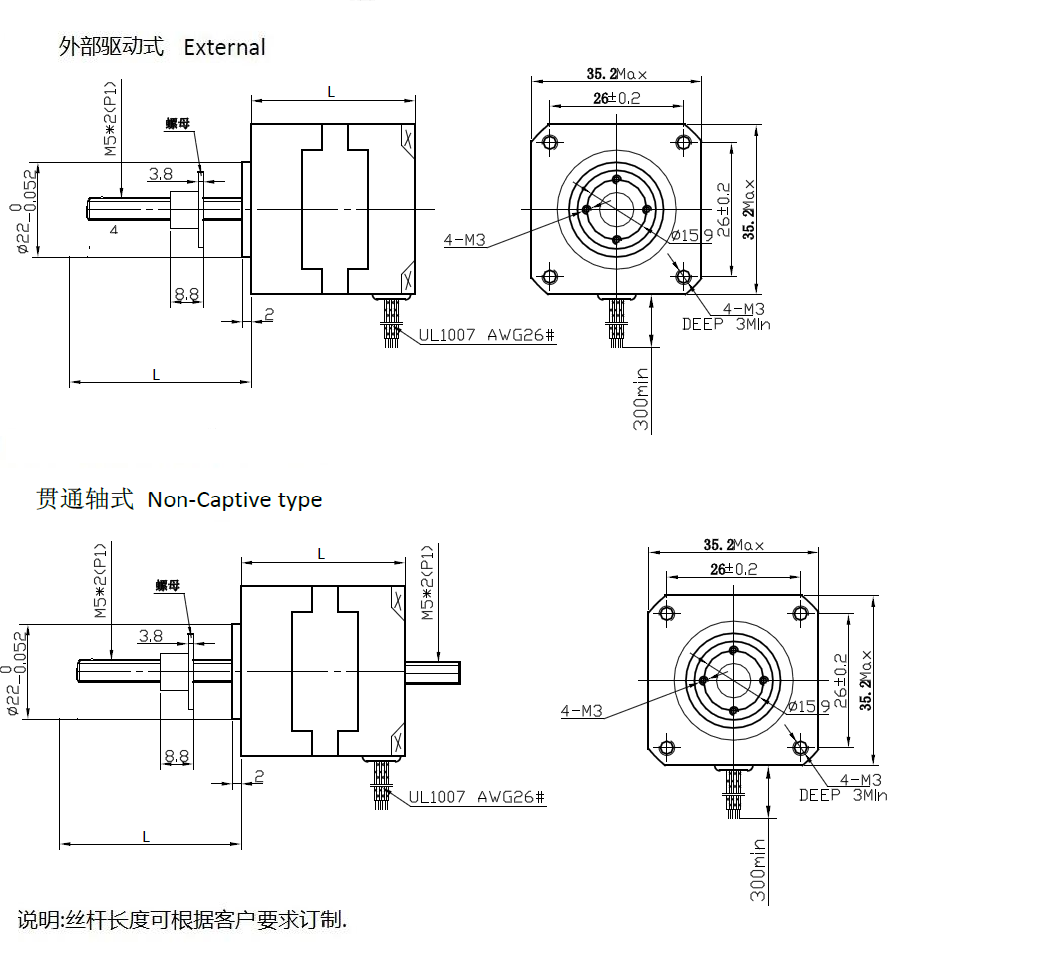 外部驱动式 External
M5*2(P1)
螺母
L
3.8
⌀22 0 -0.052
4
8.8
2
L
UL1007 AWG26#
35.2Max
26±0.2
4-M3
⌀15.9
26±0.2
35.2Max
4-M3
DEEP 3MIn
300min
贯通轴式 Non-Captive type
M5*2(P1)
螺母
L
M5*2(P1)
3.8
⌀22 0 -0.052
8.8
2
L
UL1007 AWG26#
35.2Max
26±0.2
4-M3
⌀15.9
26±0.2
35.2Max
4-M3
DEEP 3MIn
300min
说明:丝杆长度可根据客户要求订制.